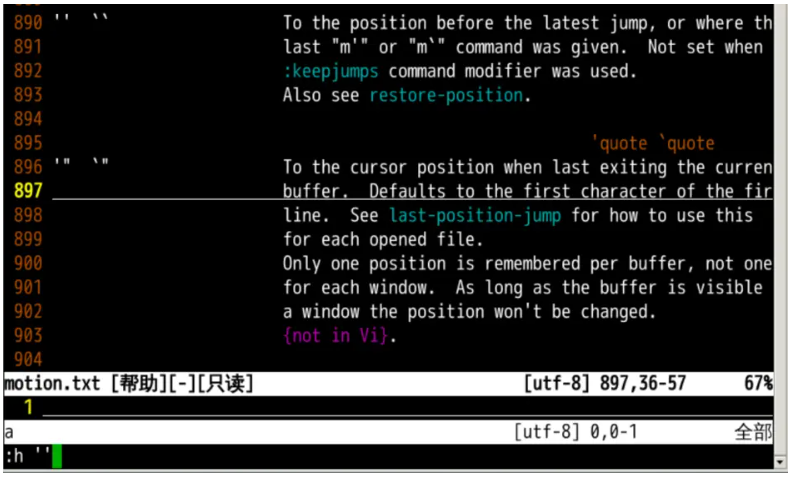 890 '' `` To the position before the latest jump, or where th
891 last "m'" or "m`" command was given. Not set when
892 :keepjumps command modifier was used.
893 Also see restore-position.
894
895 'quote `quote
896 '" `" To the cursor position when last exiting the curren
897 buffer. Defaults to the first character of the fir
898 line. See last-position-jump for how to use this
899 for each opened file.
900 Only one position is remembered per buffer, not one
901 for each window. As long as the buffer is visible
902 a window the position won't be changed.
903 {not in Vi}.
904
motion.txt [帮助][-][只读] [utf-8] 897,36-57 67%
1
a [utf-8] 0,0-1 全部
:h ''